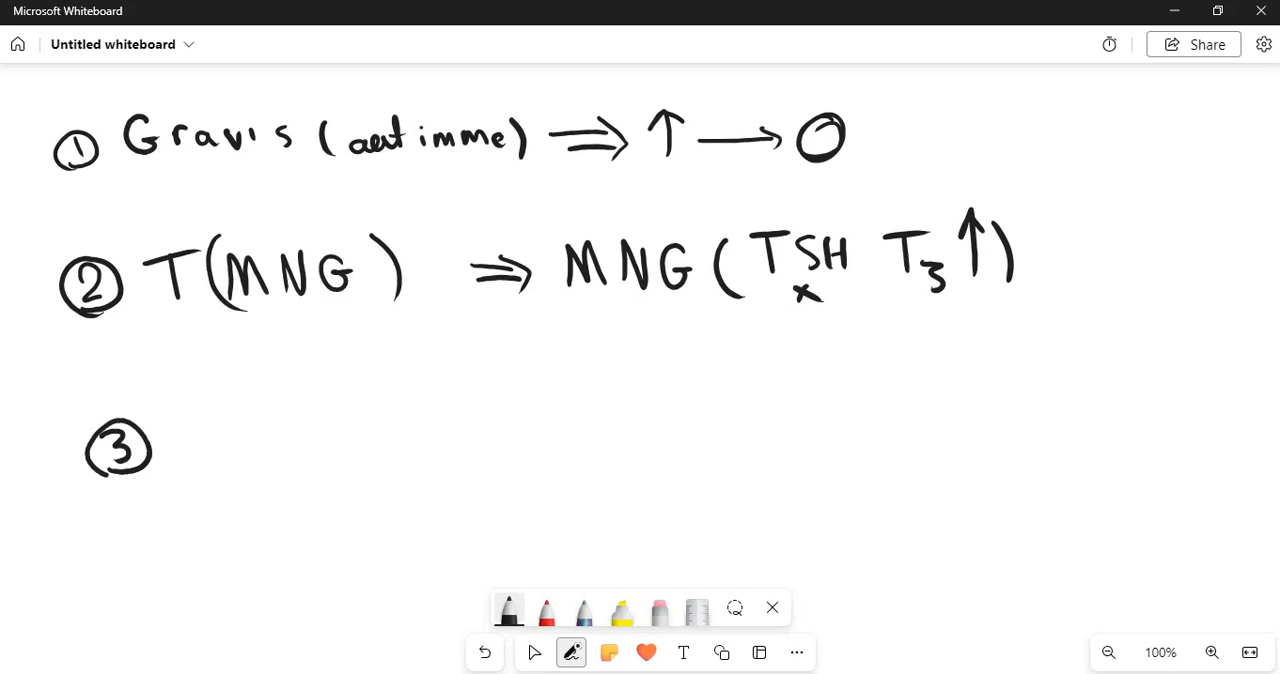 Microsoft Whiteboard
Untitled whiteboard
Share
① Gravis (autimme) ⇒ ↑ → O
② T(MNG) ⇒ MNG (TSH T3 ↑)
x
③
T
100%